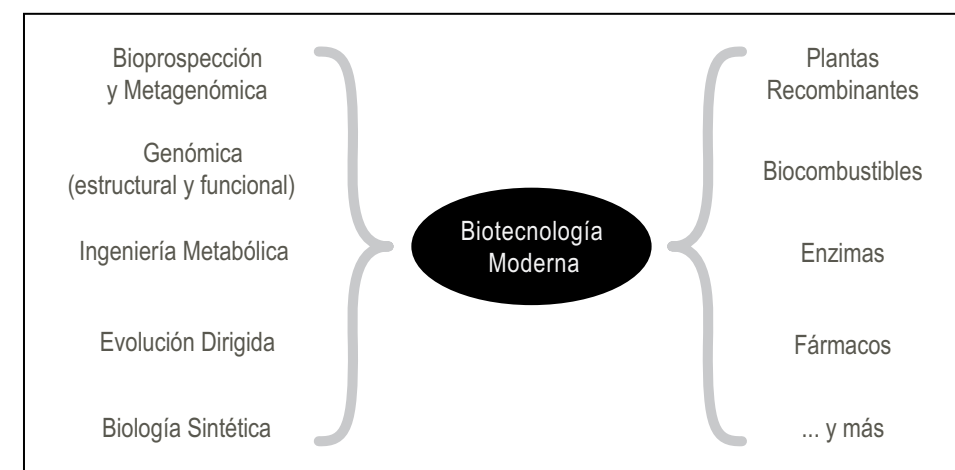 Bioprospección
y Metagenómica
Genómica
(estructural y funcional)
Ingeniería Metabólica
Evolución Dirigida
Biología Sintética
Biotecnología
Moderna
Plantas
Recombinantes
Biocombustibles
Enzimas
Fármacos
... y más